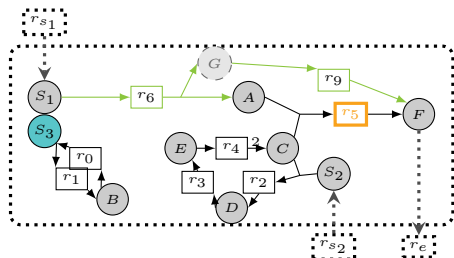 r_{s_1}
G
S_1
r_6
A
r_9
r_5
F
S_3
E
r_4
2
C
r_0
r_1
r_3
r_2
S_2
B
D
r_{s_2}
r_e